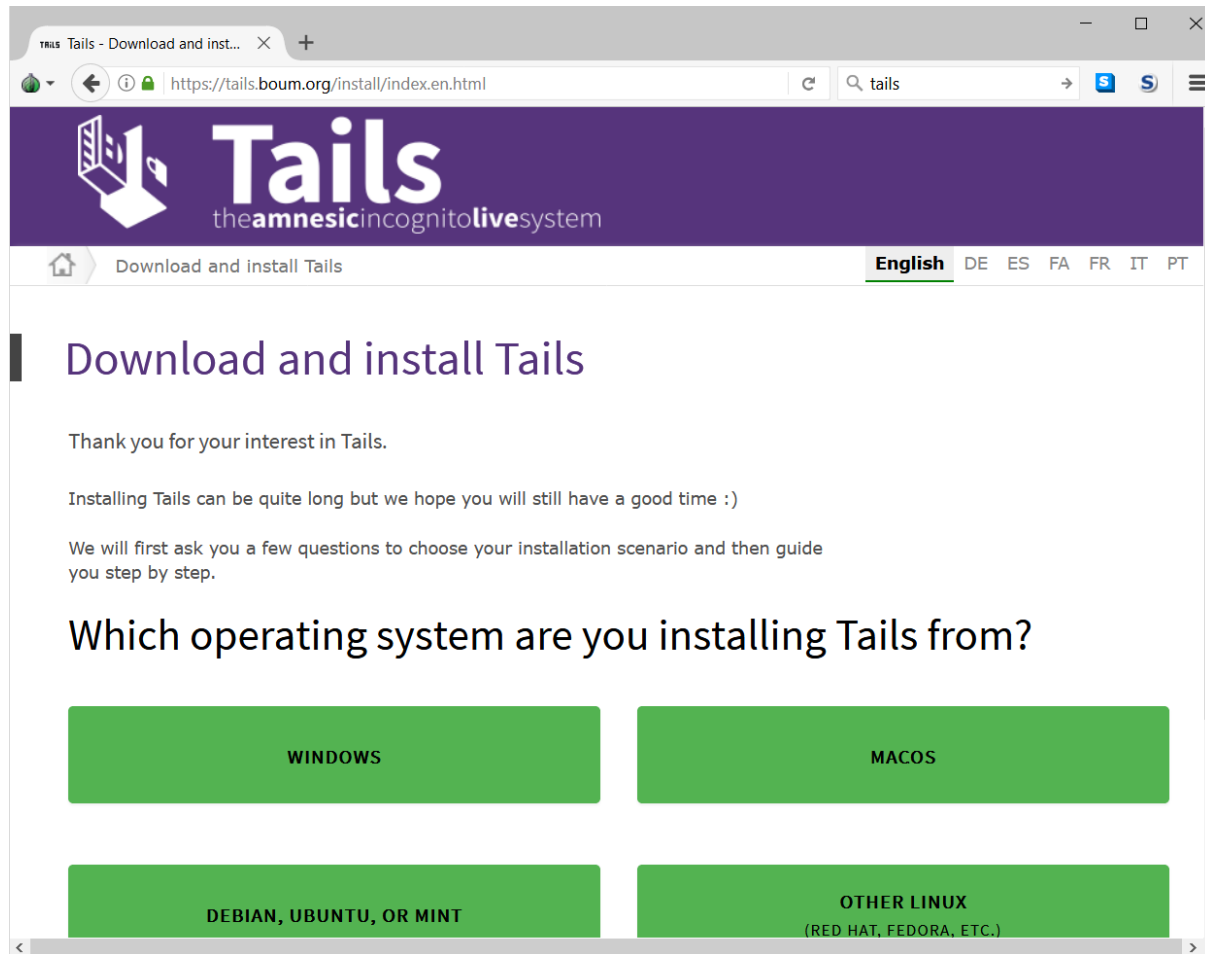 TAILS Tails - Download and inst...
https://tails.boum.org/install/index.en.html
tails
S S
Tails
theamnesicincognitolivesystem
Download and install Tails
English DE ES FA FR IT PT
Download and install Tails
Thank you for your interest in Tails.
Installing Tails can be quite long but we hope you will still have a good time :)
We will first ask you a few questions to choose your installation scenario and then guide
you step by step.
Which operating system are you installing Tails from?
WINDOWS
MACOS
DEBIAN, UBUNTU, OR MINT
OTHER LINUX
(RED HAT, FEDORA, ETC.)